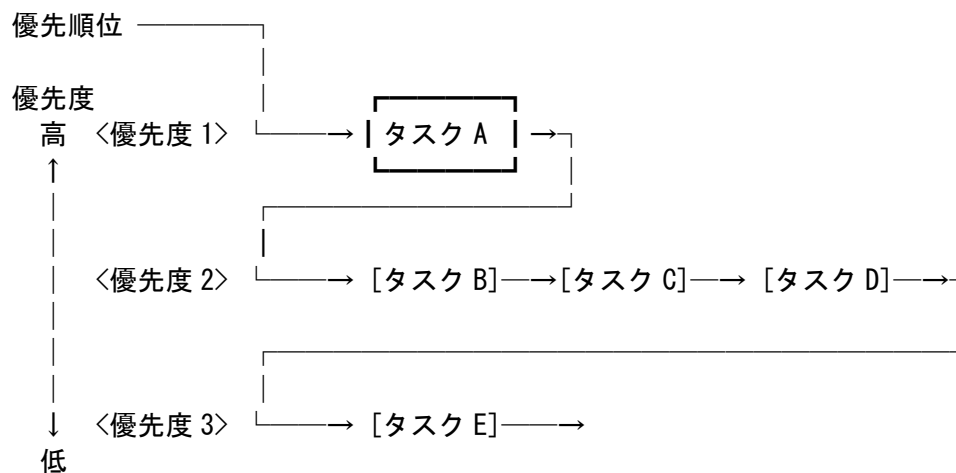 優先順位
優先度
高 <優先度 1> → タスク A →
↑
<優先度 2> → [タスク B]→[タスク C]→ [タスク D]→
↓ <優先度 3> → [タスク E]→
低